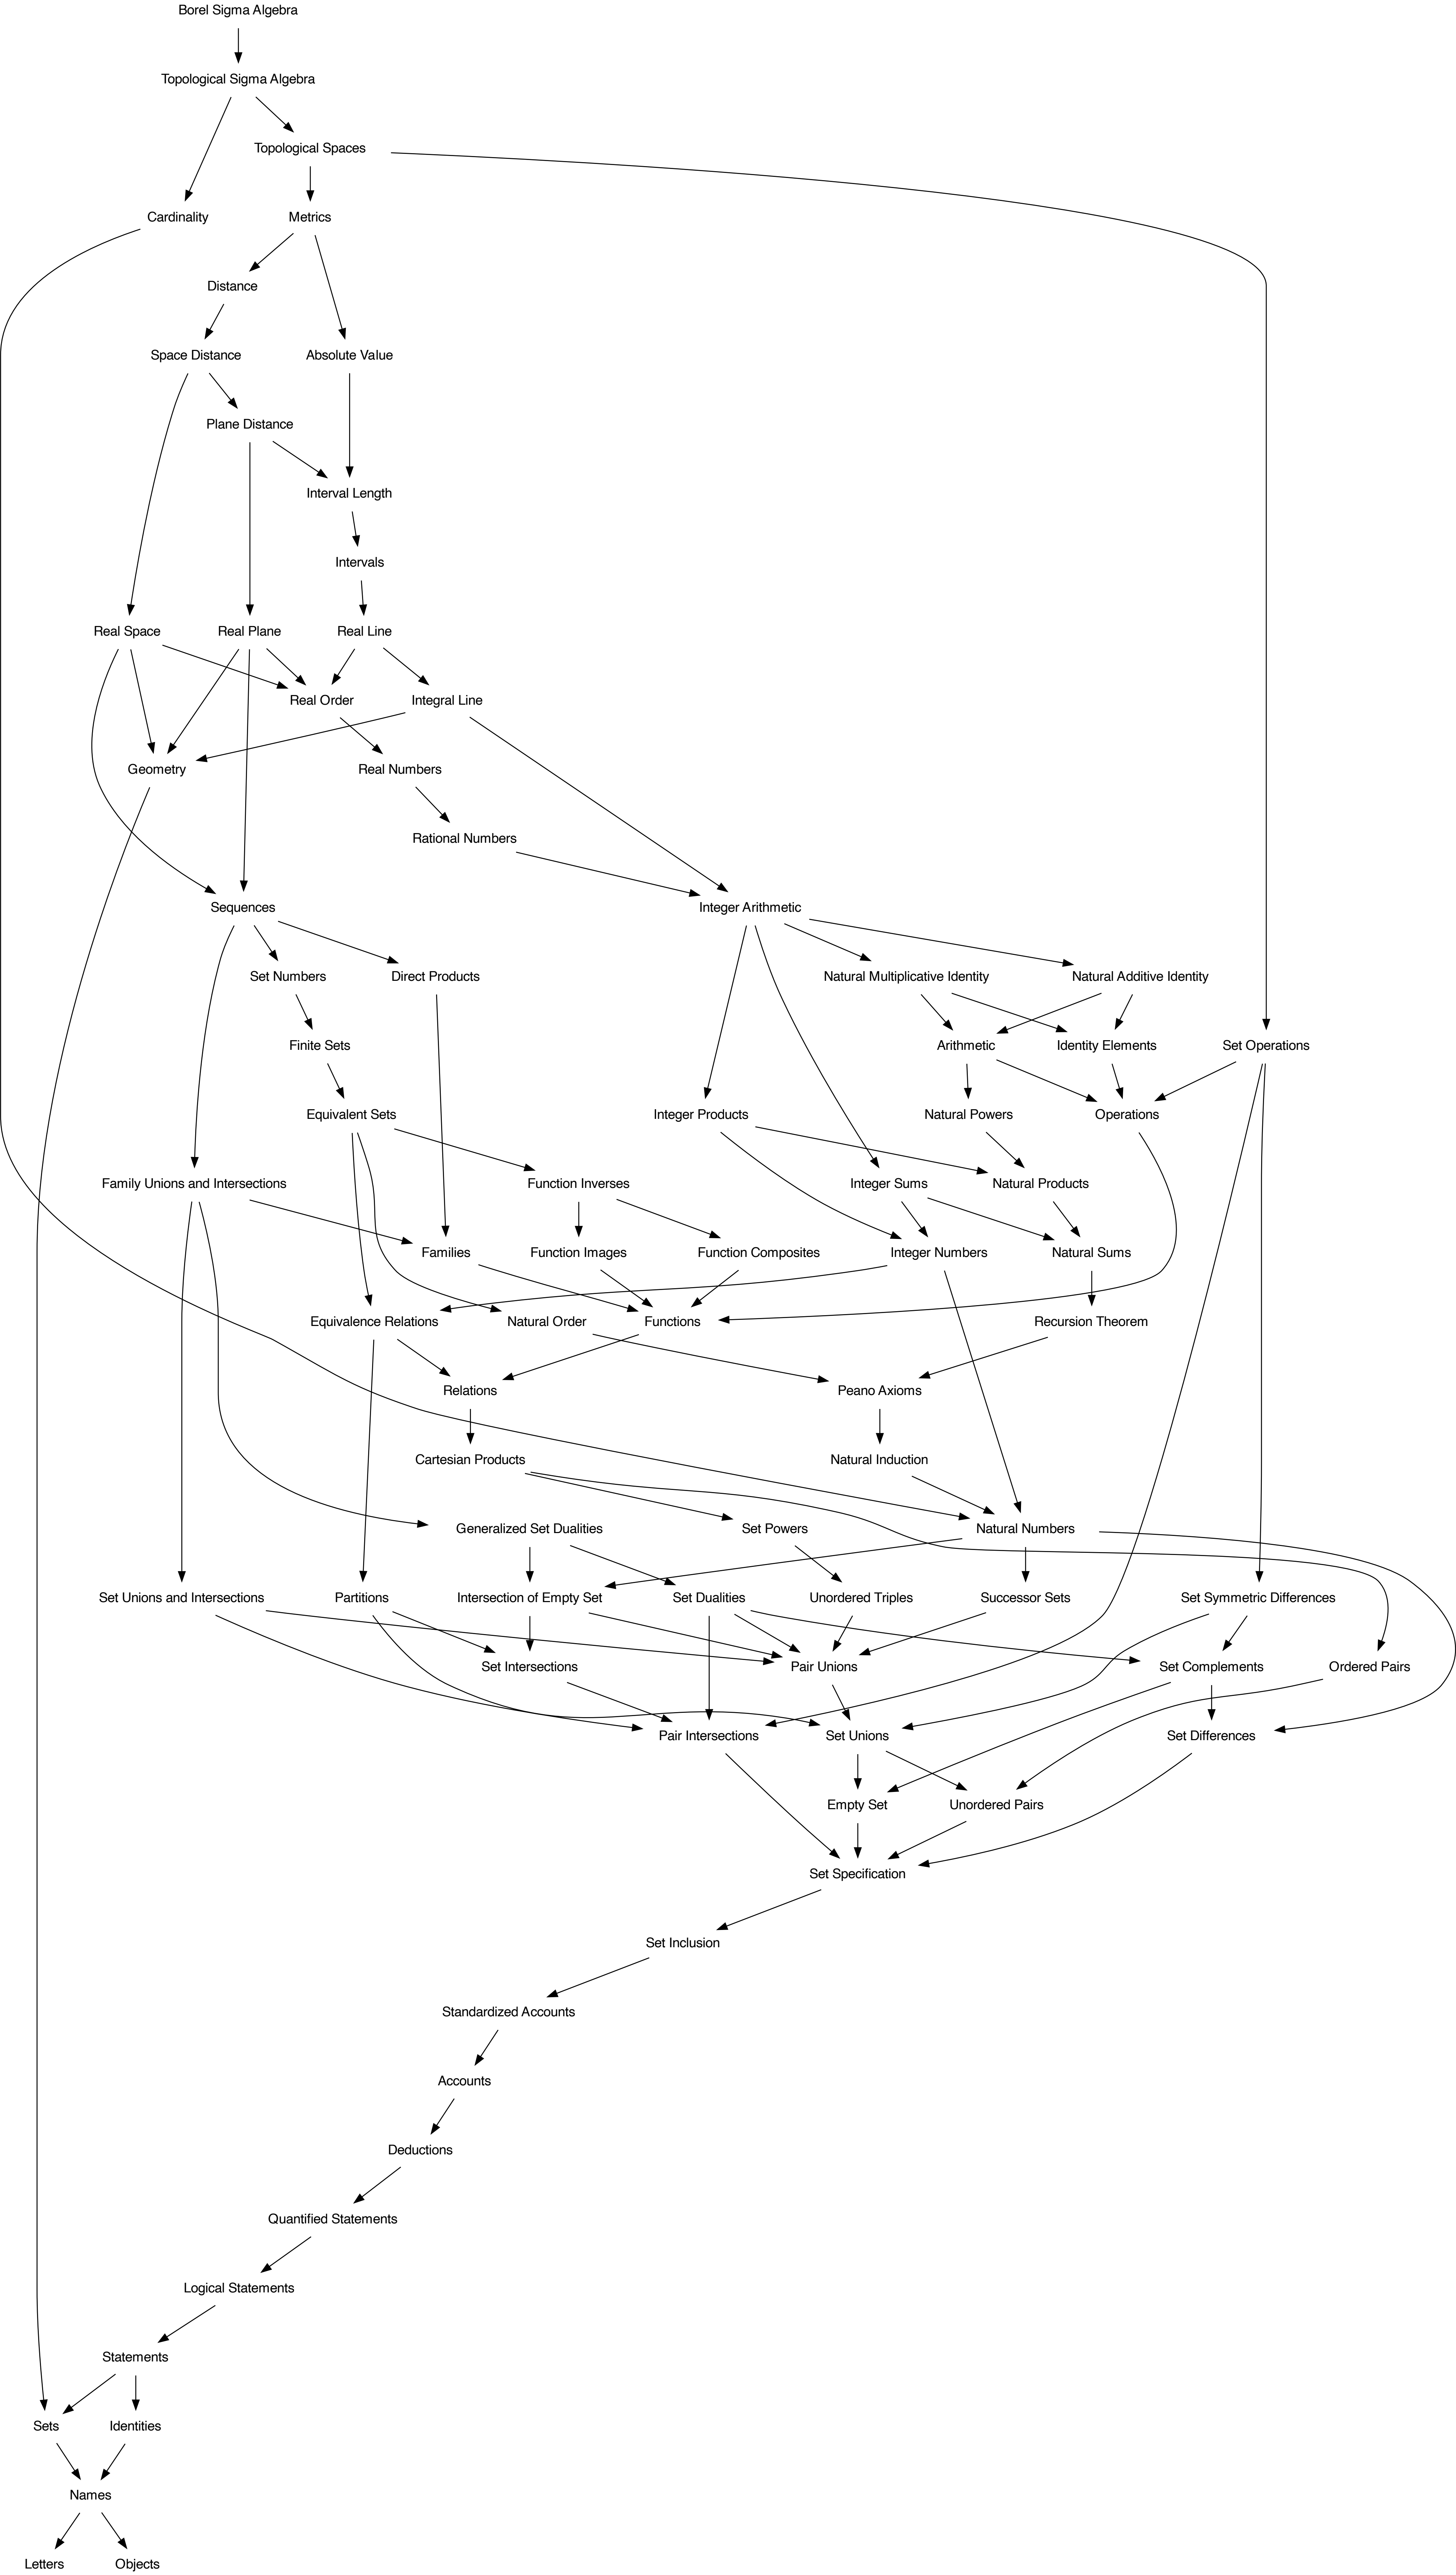 Borel Sigma Algebra
Topological Sigma Algebra
Topological Spaces
Cardinality
Metrics
Distance
Space Distance
Absolute Value
Plane Distance
Interval Length
Intervals
Real Space
Real Plane
Real Line
Real Order
Integral Line
Geometry
Real Numbers
Rational Numbers
Sequences
Integer Arithmetic
Set Numbers
Direct Products
Natural Multiplicative Identity
Natural Additive Identity
Finite Sets
Arithmetic
Identity Elements
Set Operations
Equivalent Sets
Integer Products
Natural Powers
Operations
Family Unions and Intersections
Function Inverses
Integer Sums
Natural Products
Families
Function Images
Function Composites
Integer Numbers
Natural Sums
Equivalence Relations
Natural Order
Functions
Recursion Theorem
Relations
Peano Axioms
Cartesian Products
Natural Induction
Generalized Set Dualities
Set Powers
Natural Numbers
Set Unions and Intersections
Partitions
Intersection of Empty Set
Set Dualities
Unordered Triples
Successor Sets
Set Symmetric Differences
Set Intersections
Pair Unions
Set Complements
Ordered Pairs
Pair Intersections
Set Unions
Set Differences
Empty Set
Unordered Pairs
Set Specification
Set Inclusion
Standardized Accounts
Accounts
Deductions
Quantified Statements
Logical Statements
Statements
Sets
Identities
Names
Letters
Objects